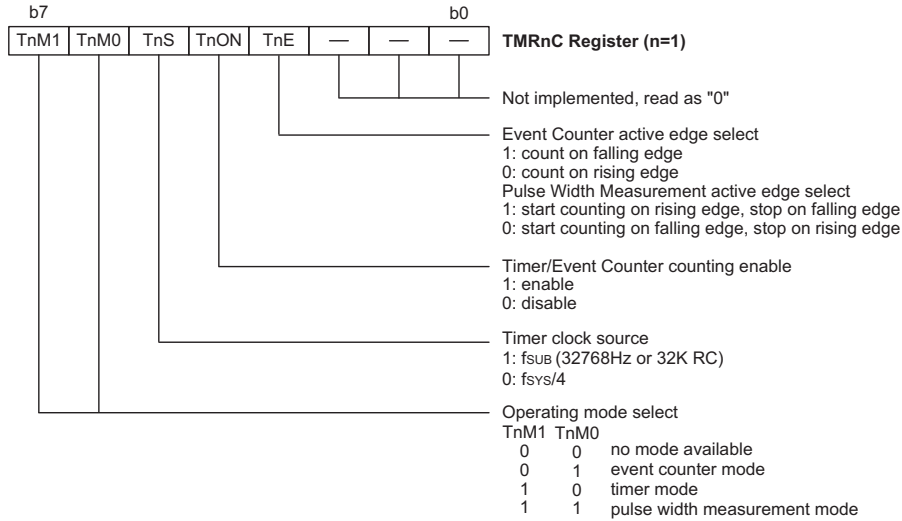 b7 b0
TnM1 TnM0 TnS TnON TnE — — — TMRnC Register (n=1)
Not implemented, read as "0"
Event Counter active edge select
1: count on falling edge
0: count on rising edge
Pulse Width Measurement active edge select
1: start counting on rising edge, stop on falling edge
0: start counting on falling edge, stop on rising edge
Timer/Event Counter counting enable
1: enable
0: disable
Timer clock source
1: fSUB (32768Hz or 32K RC)
0: fSYS/4
Operating mode select
TnM1 TnM0
0 0 no mode available
0 1 event counter mode
1 0 timer mode
1 1 pulse width measurement mode